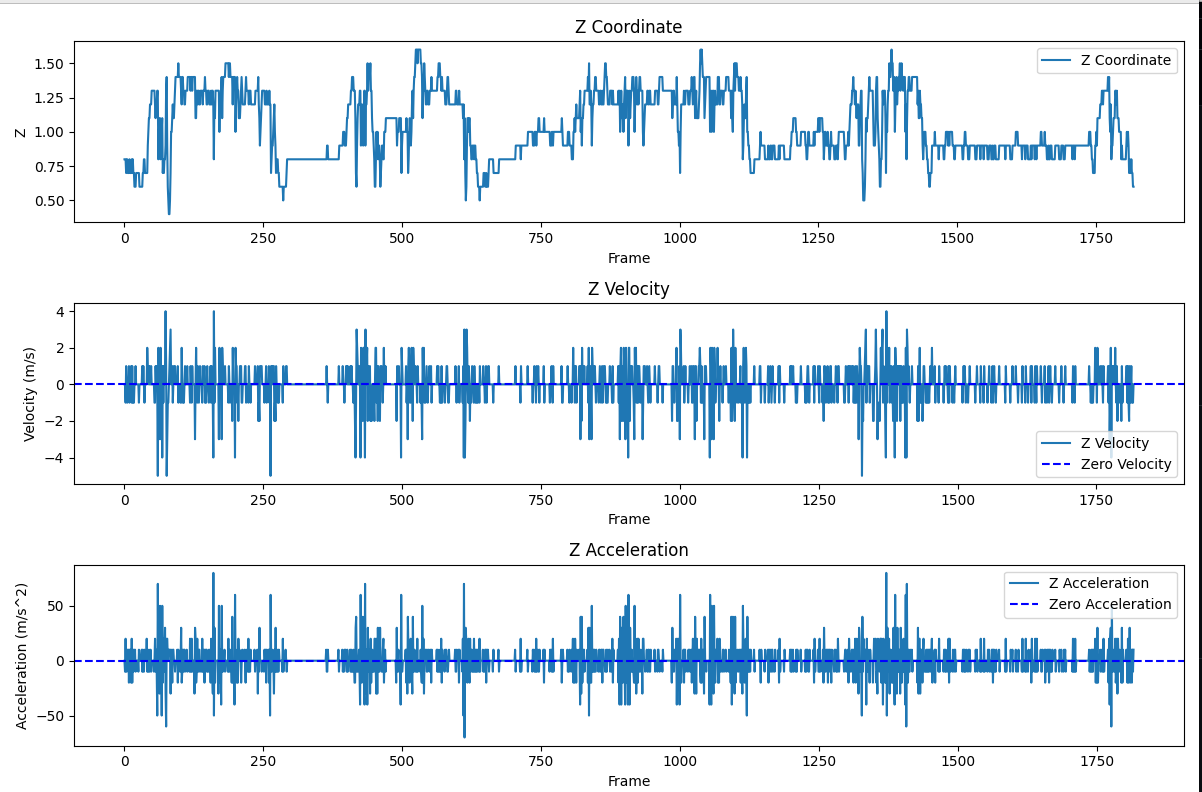 Z Coordinate
Z
1.50
1.25
1.00
0.75
0.50
Z Coordinate
0 250 500 750 1000 1250 1500 1750
Frame
Z Velocity
Velocity (m/s)
4
2
0
−2
−4
Z Velocity
Zero Velocity
0 250 500 750 1000 1250 1500 1750
Frame
Z Acceleration
Acceleration (m/s^2)
50
0
−50
Z Acceleration
Zero Acceleration
0 250 500 750 1000 1250 1500 1750
Frame